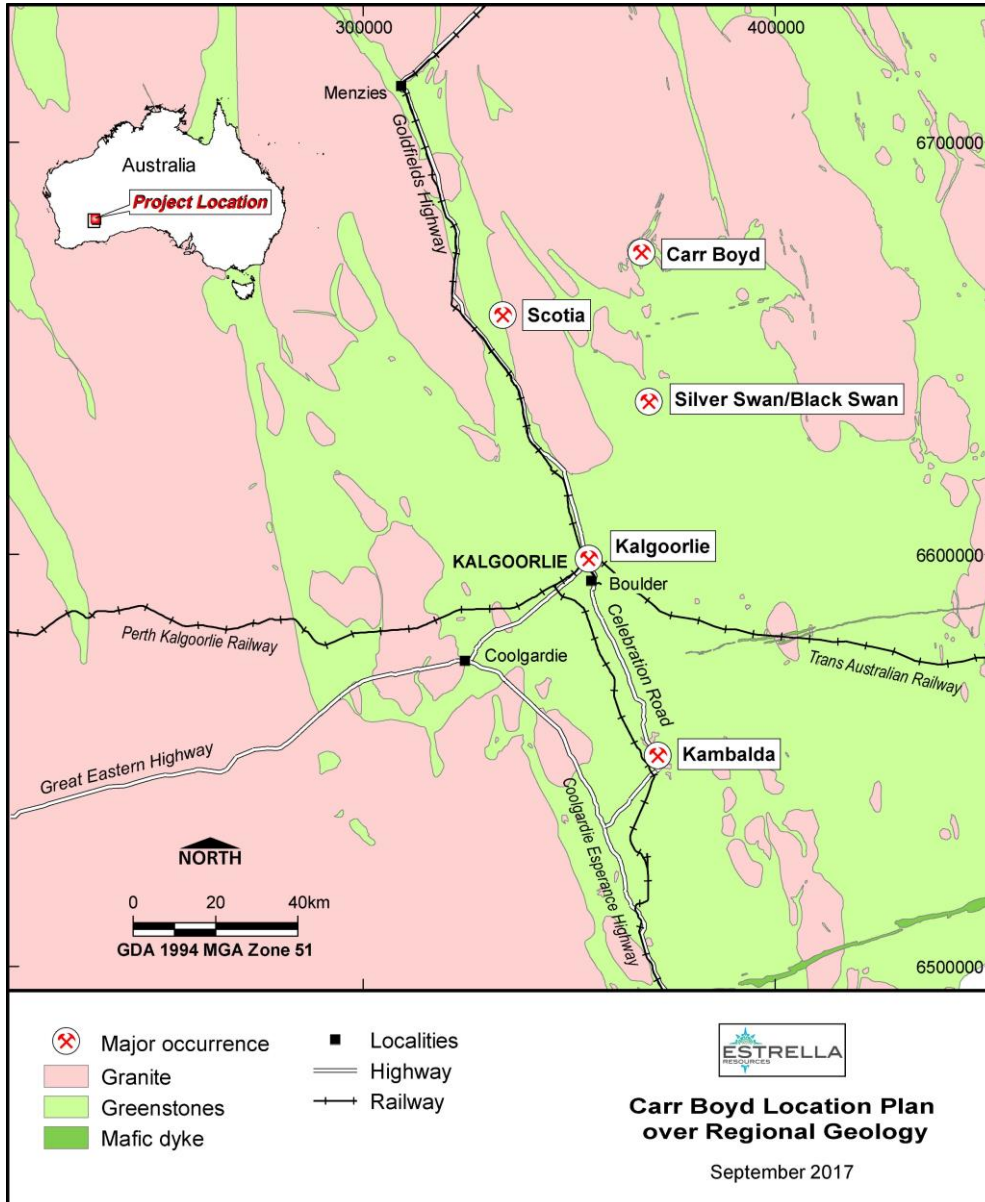 300000
400000
Menzies
Goldfields Highway
6700000
Australia
Project Location
Carr Boyd
Scotia
Silver Swan/Black Swan
KALGOORLIE
Kalgoorlie
6600000
Boulder
Perth Kalgoorlie Railway
Celebration Road
Coolgardie
Trans Australian Railway
Great Eastern Highway
Kambalda
Coolgardie Esperance Highway
NORTH
0 20 40km
GDA 1994 MGA Zone 51
6500000
Major occurrence
Granite
Greenstones
Mafic dyke
Localities
Highway
Railway
ESTRELLA
RESOURCES
Carr Boyd Location Plan
over Regional Geology
September 2017